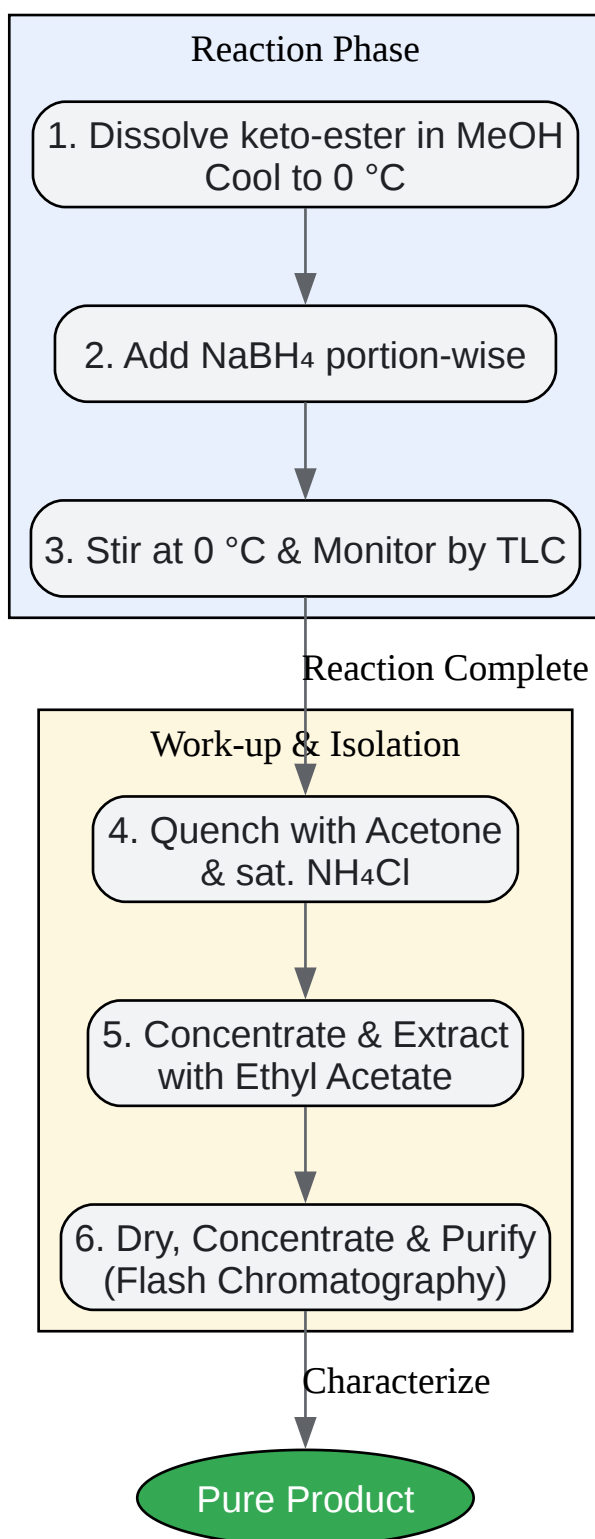 Reaction Phase
1. Dissolve keto-ester in MeOH
Cool to 0 °C
2. Add NaBH₄ portion-wise
3. Stir at 0 °C & Monitor by TLC
Reaction Complete
Work-up & Isolation
4. Quench with Acetone
& sat. NH₄Cl
5. Concentrate & Extract
with Ethyl Acetate
6. Dry, Concentrate & Purify
(Flash Chromatography)
Characterize
Pure Product